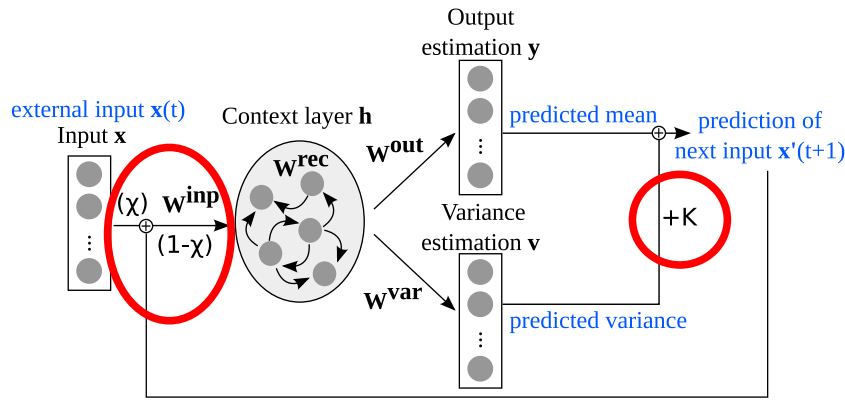 external input x(t)
Input x
(χ)
W^inp
(1-χ)
Context layer h
W^rec
W^out
W^var
Output
estimation y
predicted mean
prediction of
next input x'(t+1)
+K
Variance
estimation v
predicted variance